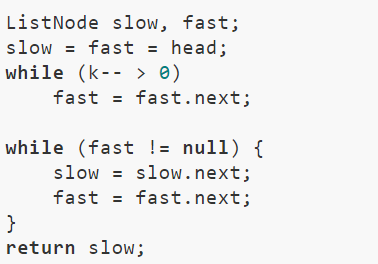 ListNode slow, fast;
slow = fast = head;
while (k-- > 0)
    fast = fast.next;

while (fast != null) {
    slow = slow.next;
    fast = fast.next;
}
return slow;